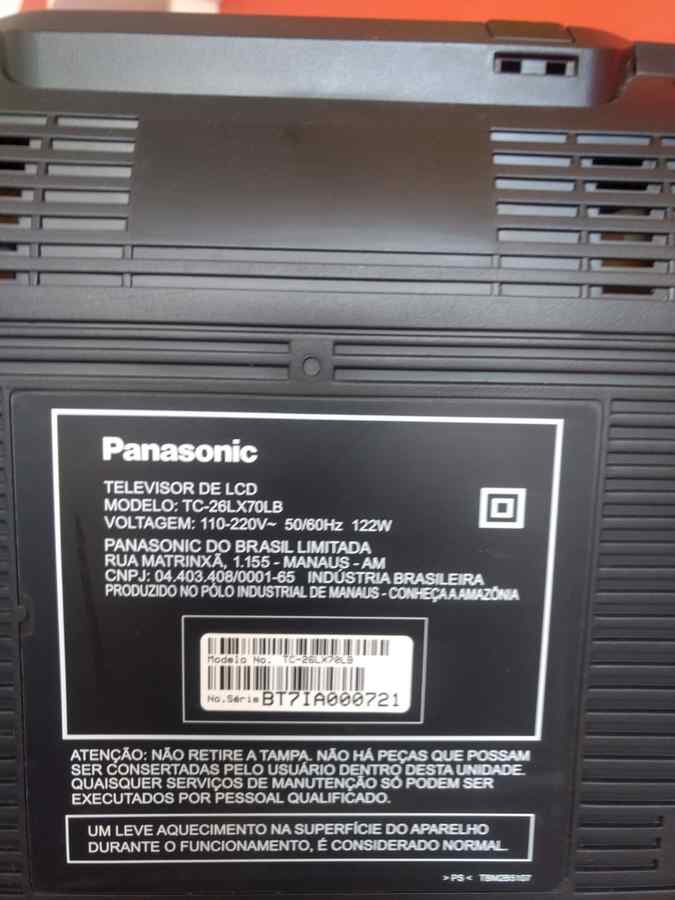 Panasonic
TELEVISOR DE LCD
MODELO: TC-26LX70LB
VOLTAGEM: 110-220V~ 50/60Hz 122W
PANASONIC DO BRASIL LIMITADA
RUA MATRINXÃ, 1.155 - MANAUS - AM
CNPJ: 04.403.408/0001-65 INDÚSTRIA BRASILEIRA
PRODUZIDO NO PÓLO INDUSTRIAL DE MANAUS - CONHEÇA A AMAZÔNIA
Modelo No. TC-26LX70LB
No.Série BT7IA000721
ATENÇÃO: NÃO RETIRE A TAMPA. NÃO HÁ PEÇAS QUE POSSAM
SER CONSERTADAS PELO USUÁRIO DENTRO DESTA UNIDADE.
QUAISQUER SERVIÇOS DE MANUTENÇÃO SÓ PODEM SER
EXECUTADOS POR PESSOAL QUALIFICADO.
UM LEVE AQUECIMENTO NA SUPERFÍCIE DO APARELHO
DURANTE O FUNCIONAMENTO, É CONSIDERADO NORMAL.
>PS< TBM2B5107